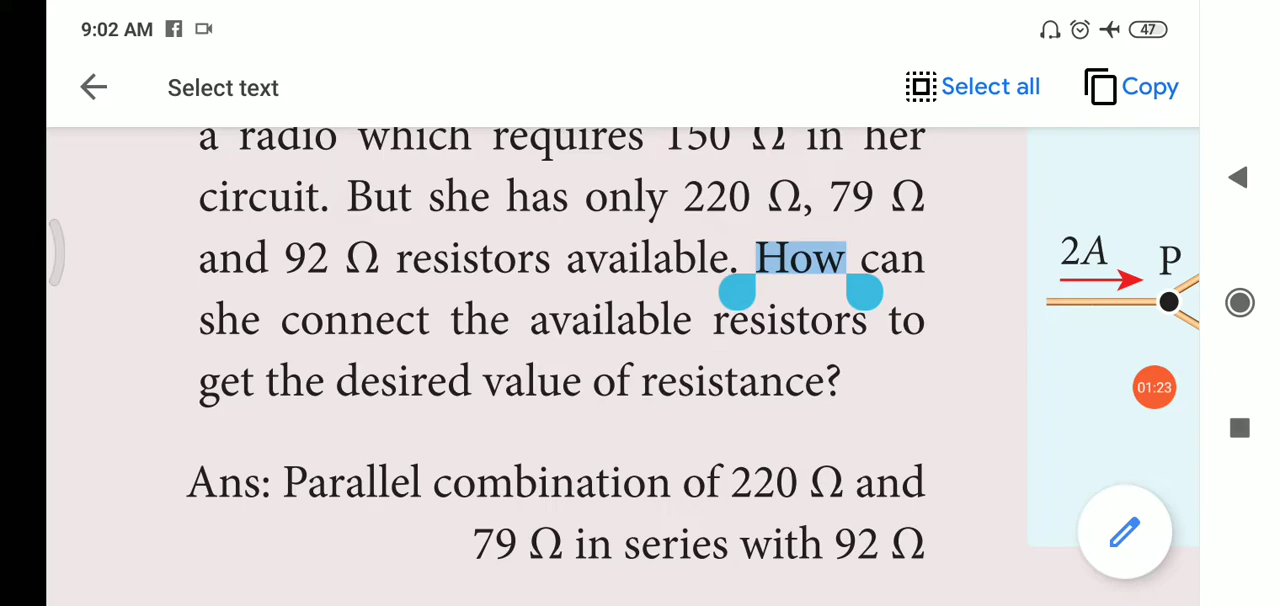 9:02 AM
47
Select text
Select all
Copy
a radio which requires 150 Ω in her
circuit. But she has only 220 Ω, 79 Ω
and 92 Ω resistors available. How can
she connect the available resistors to
get the desired value of resistance?
Ans: Parallel combination of 220 Ω and
79 Ω in series with 92 Ω
2A
P
01:23